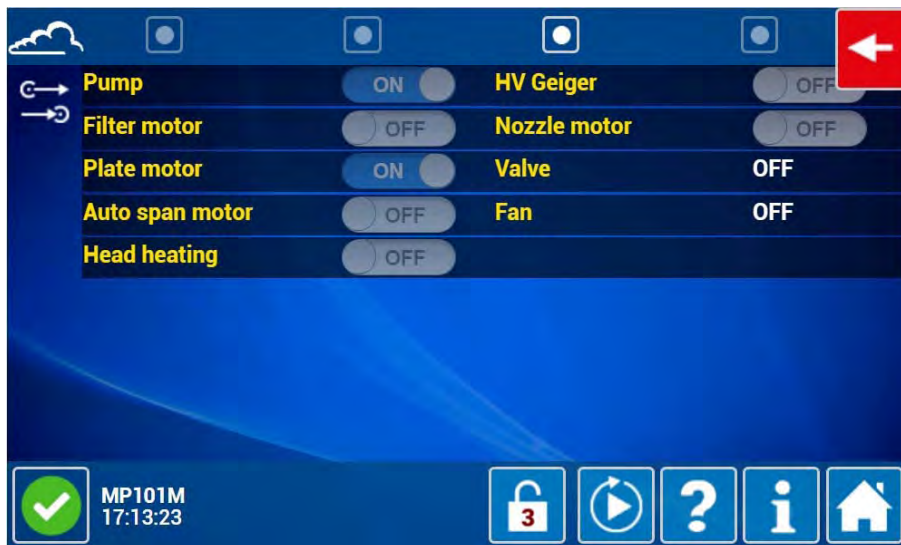 Pump ON HV Geiger OFF
Filter motor OFF Nozzle motor OFF
Plate motor ON Valve OFF
Auto span motor OFF Fan OFF
Head heating OFF
MP101M
17:13:23
3
?
i